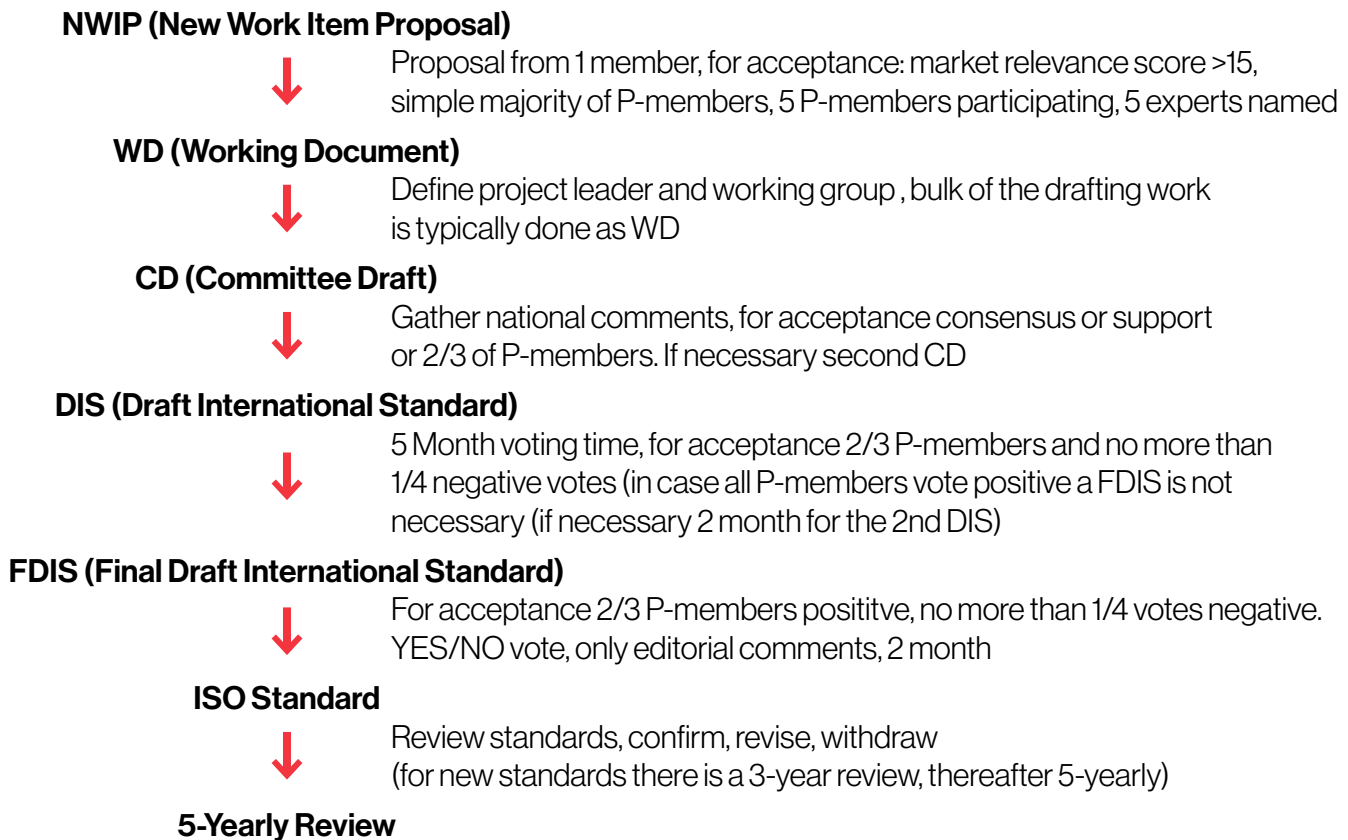 NWIP (New Work Item Proposal)
Proposal from 1 member, for acceptance: market relevance score >15,
simple majority of P-members, 5 P-members participating, 5 experts named
WD (Working Document)
Define project leader and working group , bulk of the drafting work
is typically done as WD
CD (Committee Draft)
Gather national comments, for acceptance consensus or support
or 2/3 of P-members. If necessary second CD
DIS (Draft International Standard)
5 Month voting time, for acceptance 2/3 P-members and no more than
1/4 negative votes (in case all P-members vote positive a FDIS is not
necessary (if necessary 2 month for the 2nd DIS)
FDIS (Final Draft International Standard)
For acceptance 2/3 P-members posititve, no more than 1/4 votes negative.
YES/NO vote, only editorial comments, 2 month
ISO Standard
Review standards, confirm, revise, withdraw
(for new standards there is a 3-year review, thereafter 5-yearly)
5-Yearly Review